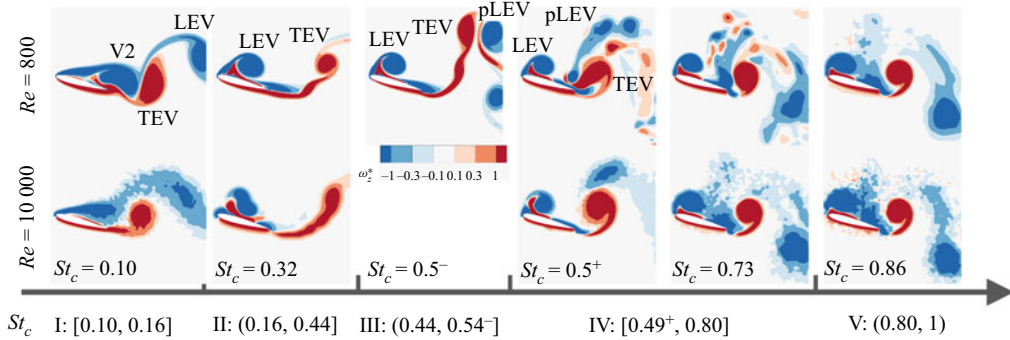 Re = 800
V2
LEV
TEV
LEV
TEV
LEV
TEV
pLEV
LEV
pLEV
TEV
ω*z −1 −0.3 −0.1 0.1 0.3 1
Re = 10 000
Stc = 0.10
Stc = 0.32
Stc = 0.5−
Stc = 0.5+
Stc = 0.73
Stc = 0.86
Stc I: [0.10, 0.16] II: (0.16, 0.44] III: (0.44, 0.54−] IV: [0.49+, 0.80] V: (0.80, 1)